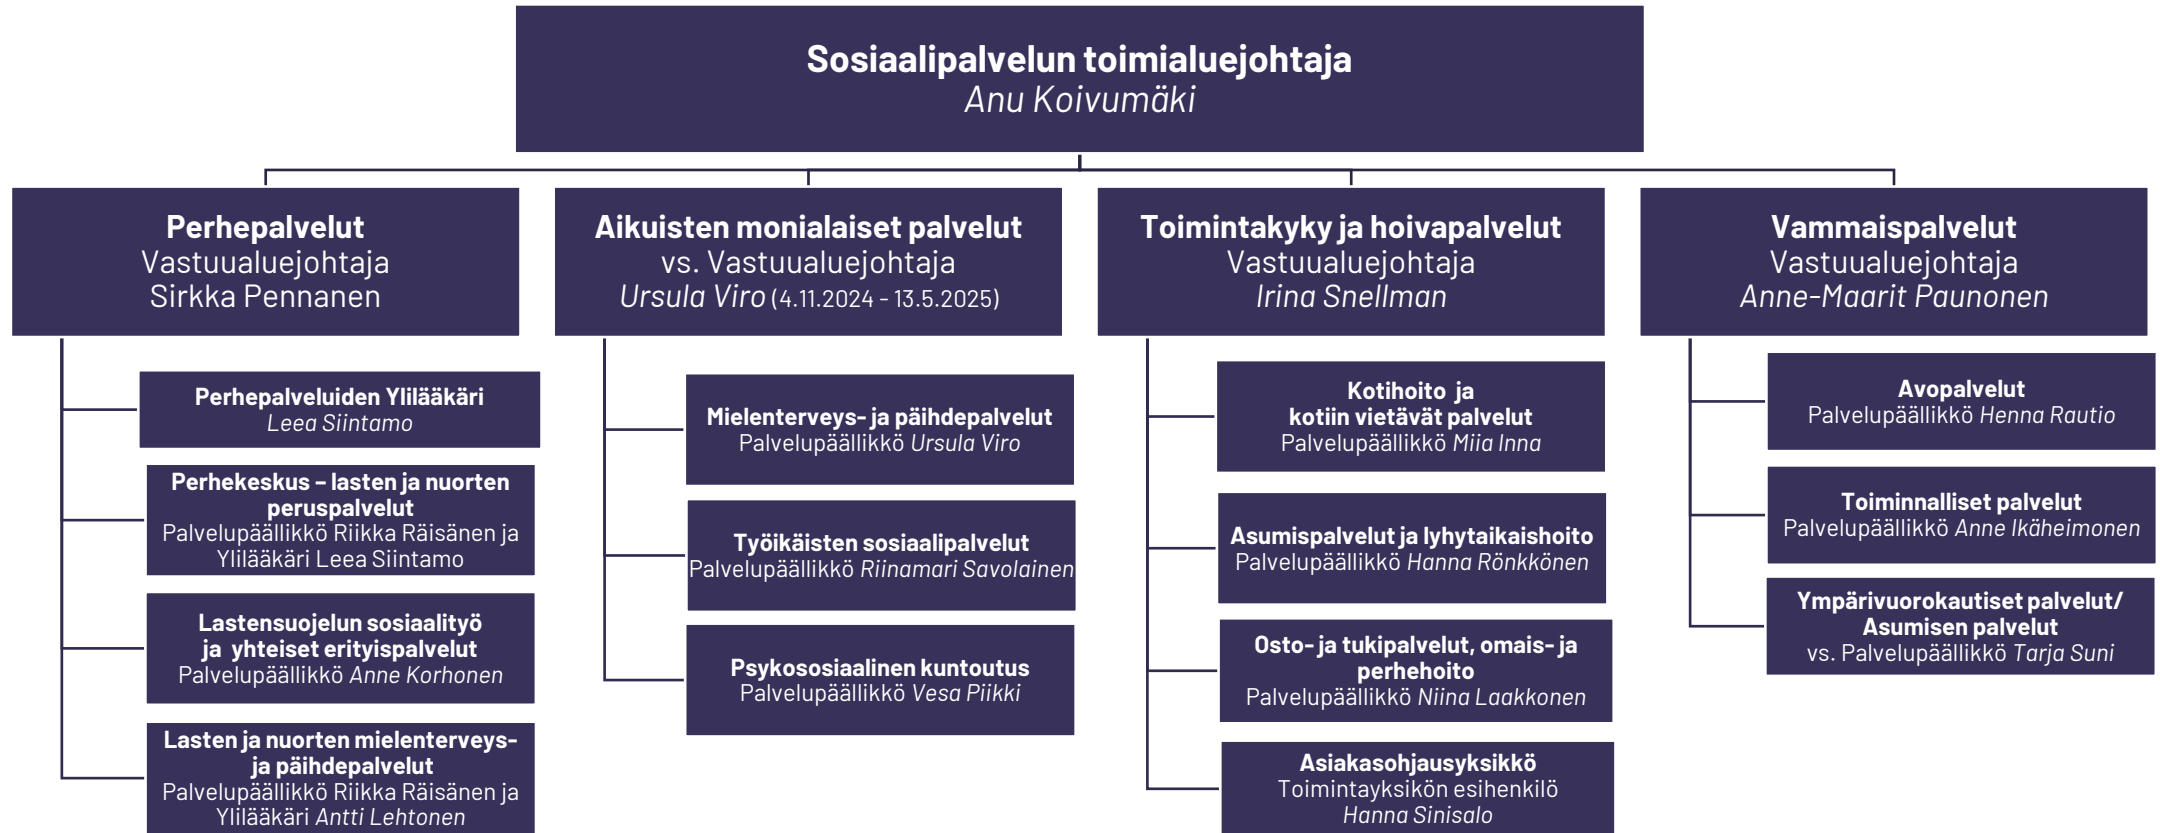 Sosiaalipalvelun toimialuejohtaja
Anu Koivumäki
Perhepalvelut
Vastuualuejohtaja
Sirkka Pennanen
Perhepalveluiden Ylilääkäri
Leea Siintamo
Perhekeskus – lasten ja nuorten
peruspalvelut
Palvelupäällikkö Riikka Räisänen ja
Ylilääkäri Leea Siintamo
Lastensuojelun sosiaalityö
ja yhteiset erityispalvelut
Palvelupäällikkö Anne Korhonen
Lasten ja nuorten mielenterveys-
ja päihdepalvelut
Palvelupäällikkö Riikka Räisänen ja
Ylilääkäri Antti Lehtonen
Aikuisten monialaiset palvelut
vs. Vastuualuejohtaja
Ursula Viro (4.11.2024 - 13.5.2025)
Mielenterveys- ja päihdepalvelut
Palvelupäällikkö Ursula Viro
Työikäisten sosiaalipalvelut
Palvelupäällikkö Riinamari Savolainen
Psykososiaalinen kuntoutus
Palvelupäällikkö Vesa Piikki
Toimintakyky ja hoivapalvelut
Vastuualuejohtaja
Irina Snellman
Kotihoito ja
kotiin vietävät palvelut
Palvelupäällikkö Miia Inna
Asumispalvelut ja lyhytaikaishoito
Palvelupäällikkö Hanna Rönkkönen
Osto- ja tukipalvelut, omais- ja
perhehoito
Palvelupäällikkö Niina Laakkonen
Asiakasohjausyksikkö
Toimintayksikön esihenkilö
Hanna Sinisalo
Vammaispalvelut
Vastuualuejohtaja
Anne-Maarit Paunonen
Avopalvelut
Palvelupäällikkö Henna Rautio
Toiminnalliset palvelut
Palvelupäällikkö Anne Ikäheimonen
Ympärivuorokautiset palvelut/
Asumisen palvelut
vs. Palvelupäällikkö Tarja Suni